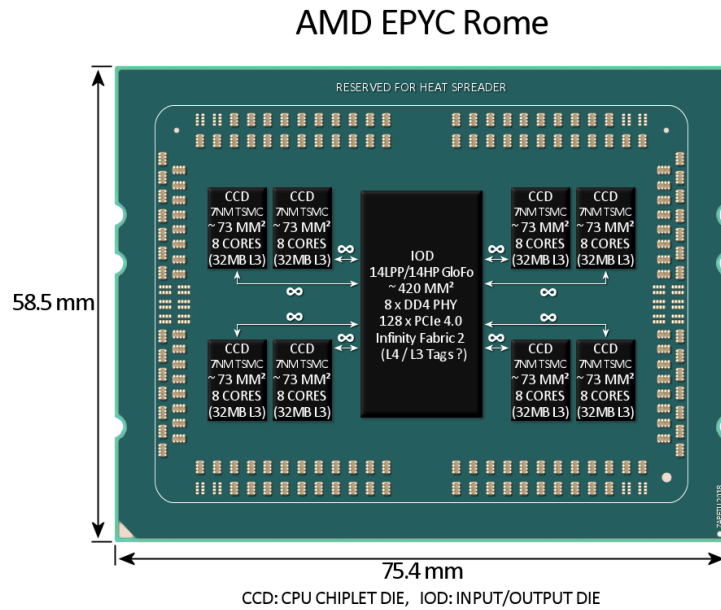 AMD EPYC Rome
RESERVED FOR HEAT SPREADER
CCD
7NM TSMC
~ 73 MM²
8 CORES
(32MB L3)
CCD
7NM TSMC
~ 73 MM²
8 CORES
(32MB L3)
IOD
14LPP/14HP GloFo
~ 420 MM²
8 x DD4 PHY
128 x PCIe 4.0
Infinity Fabric 2
(L4 / L3 Tags ?)
CCD
7NM TSMC
~ 73 MM²
8 CORES
(32MB L3)
CCD
7NM TSMC
~ 73 MM²
8 CORES
(32MB L3)
∞
∞
∞
∞
58.5 mm
∞
∞
∞
∞
CCD
7NM TSMC
~ 73 MM²
8 CORES
(32MB L3)
CCD
7NM TSMC
~ 73 MM²
8 CORES
(32MB L3)
CCD
7NM TSMC
~ 73 MM²
8 CORES
(32MB L3)
CCD
7NM TSMC
~ 73 MM²
8 CORES
(32MB L3)
75.4 mm
CCD: CPU CHIPLET DIE, IOD: INPUT/OUTPUT DIE